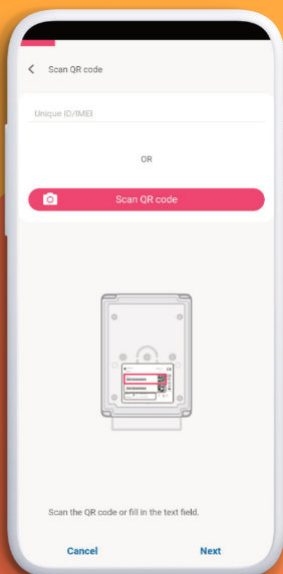 Scan QR code
Unique ID/IMEI
OR
Scan QR code
Scan the QR code or fill in the text field.
Cancel Next